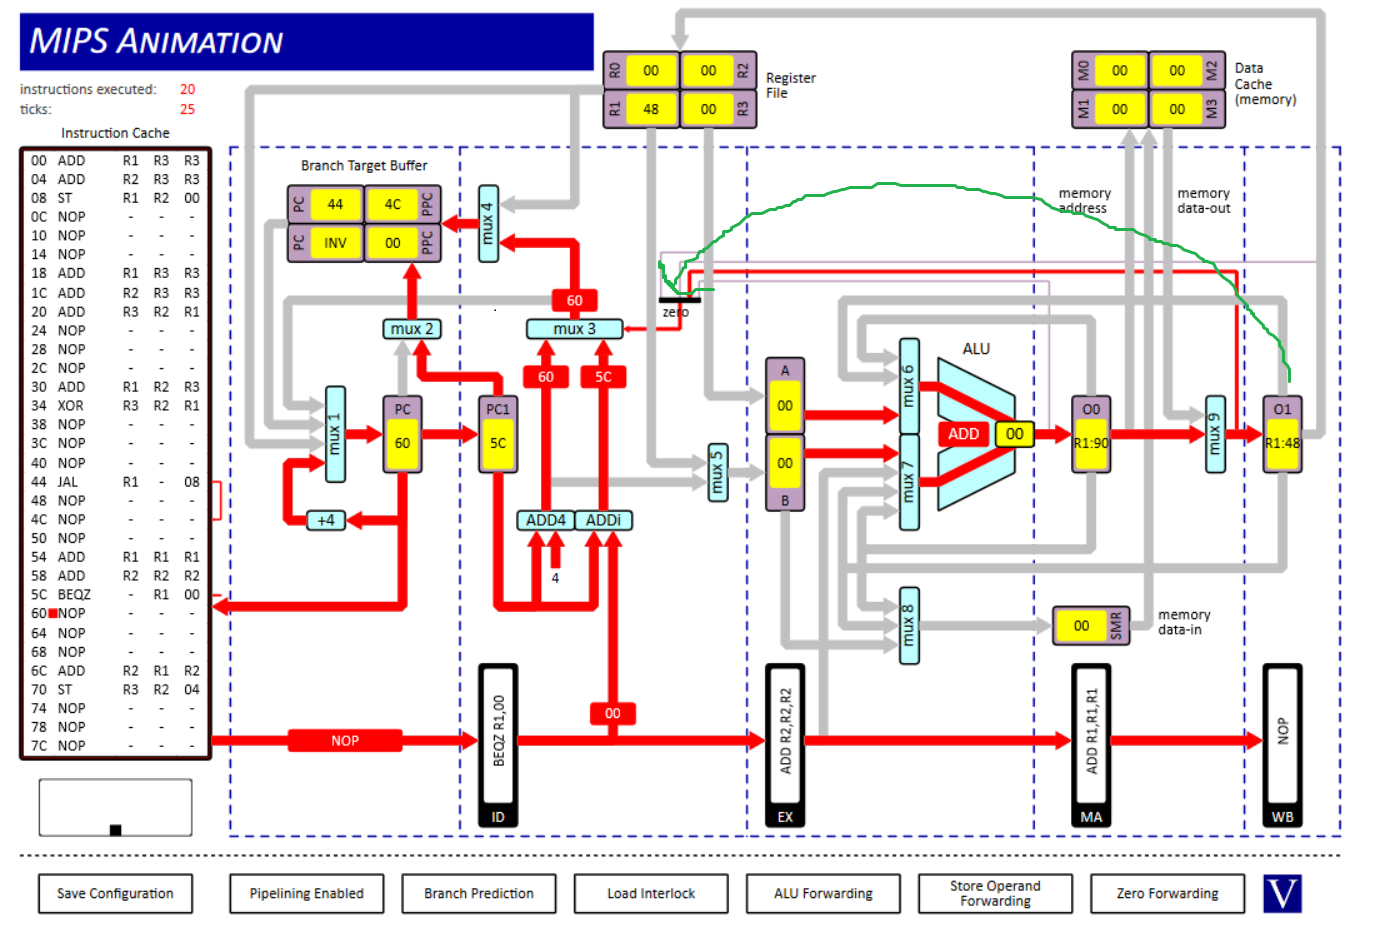 MIPS ANIMATION
instructions executed: 20
ticks: 25
Instruction Cache
00 ADD R1 R3 R3
04 ADD R2 R3 R3
08 ST R1 R2 00
0C NOP - - -
10 NOP - - -
14 NOP - - -
18 ADD R1 R3 R3
1C ADD R2 R3 R3
20 ADD R3 R2 R1
24 NOP - - -
28 NOP - - -
2C NOP - - -
30 ADD R1 R2 R3
34 XOR R3 R2 R1
38 NOP - - -
3C NOP - - -
40 NOP - - -
44 JAL R1 - 08
48 NOP - - -
4C NOP - - -
50 NOP - - -
54 ADD R1 R1 R1
58 ADD R2 R2 R2
5C BEQZ - R1 00
60 NOP - - -
64 NOP - - -
68 NOP - - -
6C ADD R2 R1 R2
70 ST R3 R2 04
74 NOP - - -
78 NOP - - -
7C NOP - - -
R0 00 00 R2
R1 48 00 R3
Register
File
M0 00 00 M2
M1 00 00 M3
Data
Cache
(memory)
Branch Target Buffer
PC 44 4C PPC
PC INV 00 PPC
mux 4
memory
address
memory
data-out
60
zero
mux 2
mux 3
60
5C
mux 1
PC
60
PC1
5C
+4
ADD4
ADDi
4
mux 5
A
00
00
B
mux 6
mux 7
ALU
ADD
00
O0
R1:90
mux 9
O1
R1:48
mux 8
00 SMR
memory
data-in
00
NOP
BEQZ R1,00
ID
ADD R2,R2,R2
EX
ADD R1,R1,R1
MA
NOP
WB
Save Configuration
Pipelining Enabled
Branch Prediction
Load Interlock
ALU Forwarding
Store Operand
Forwarding
Zero Forwarding
V